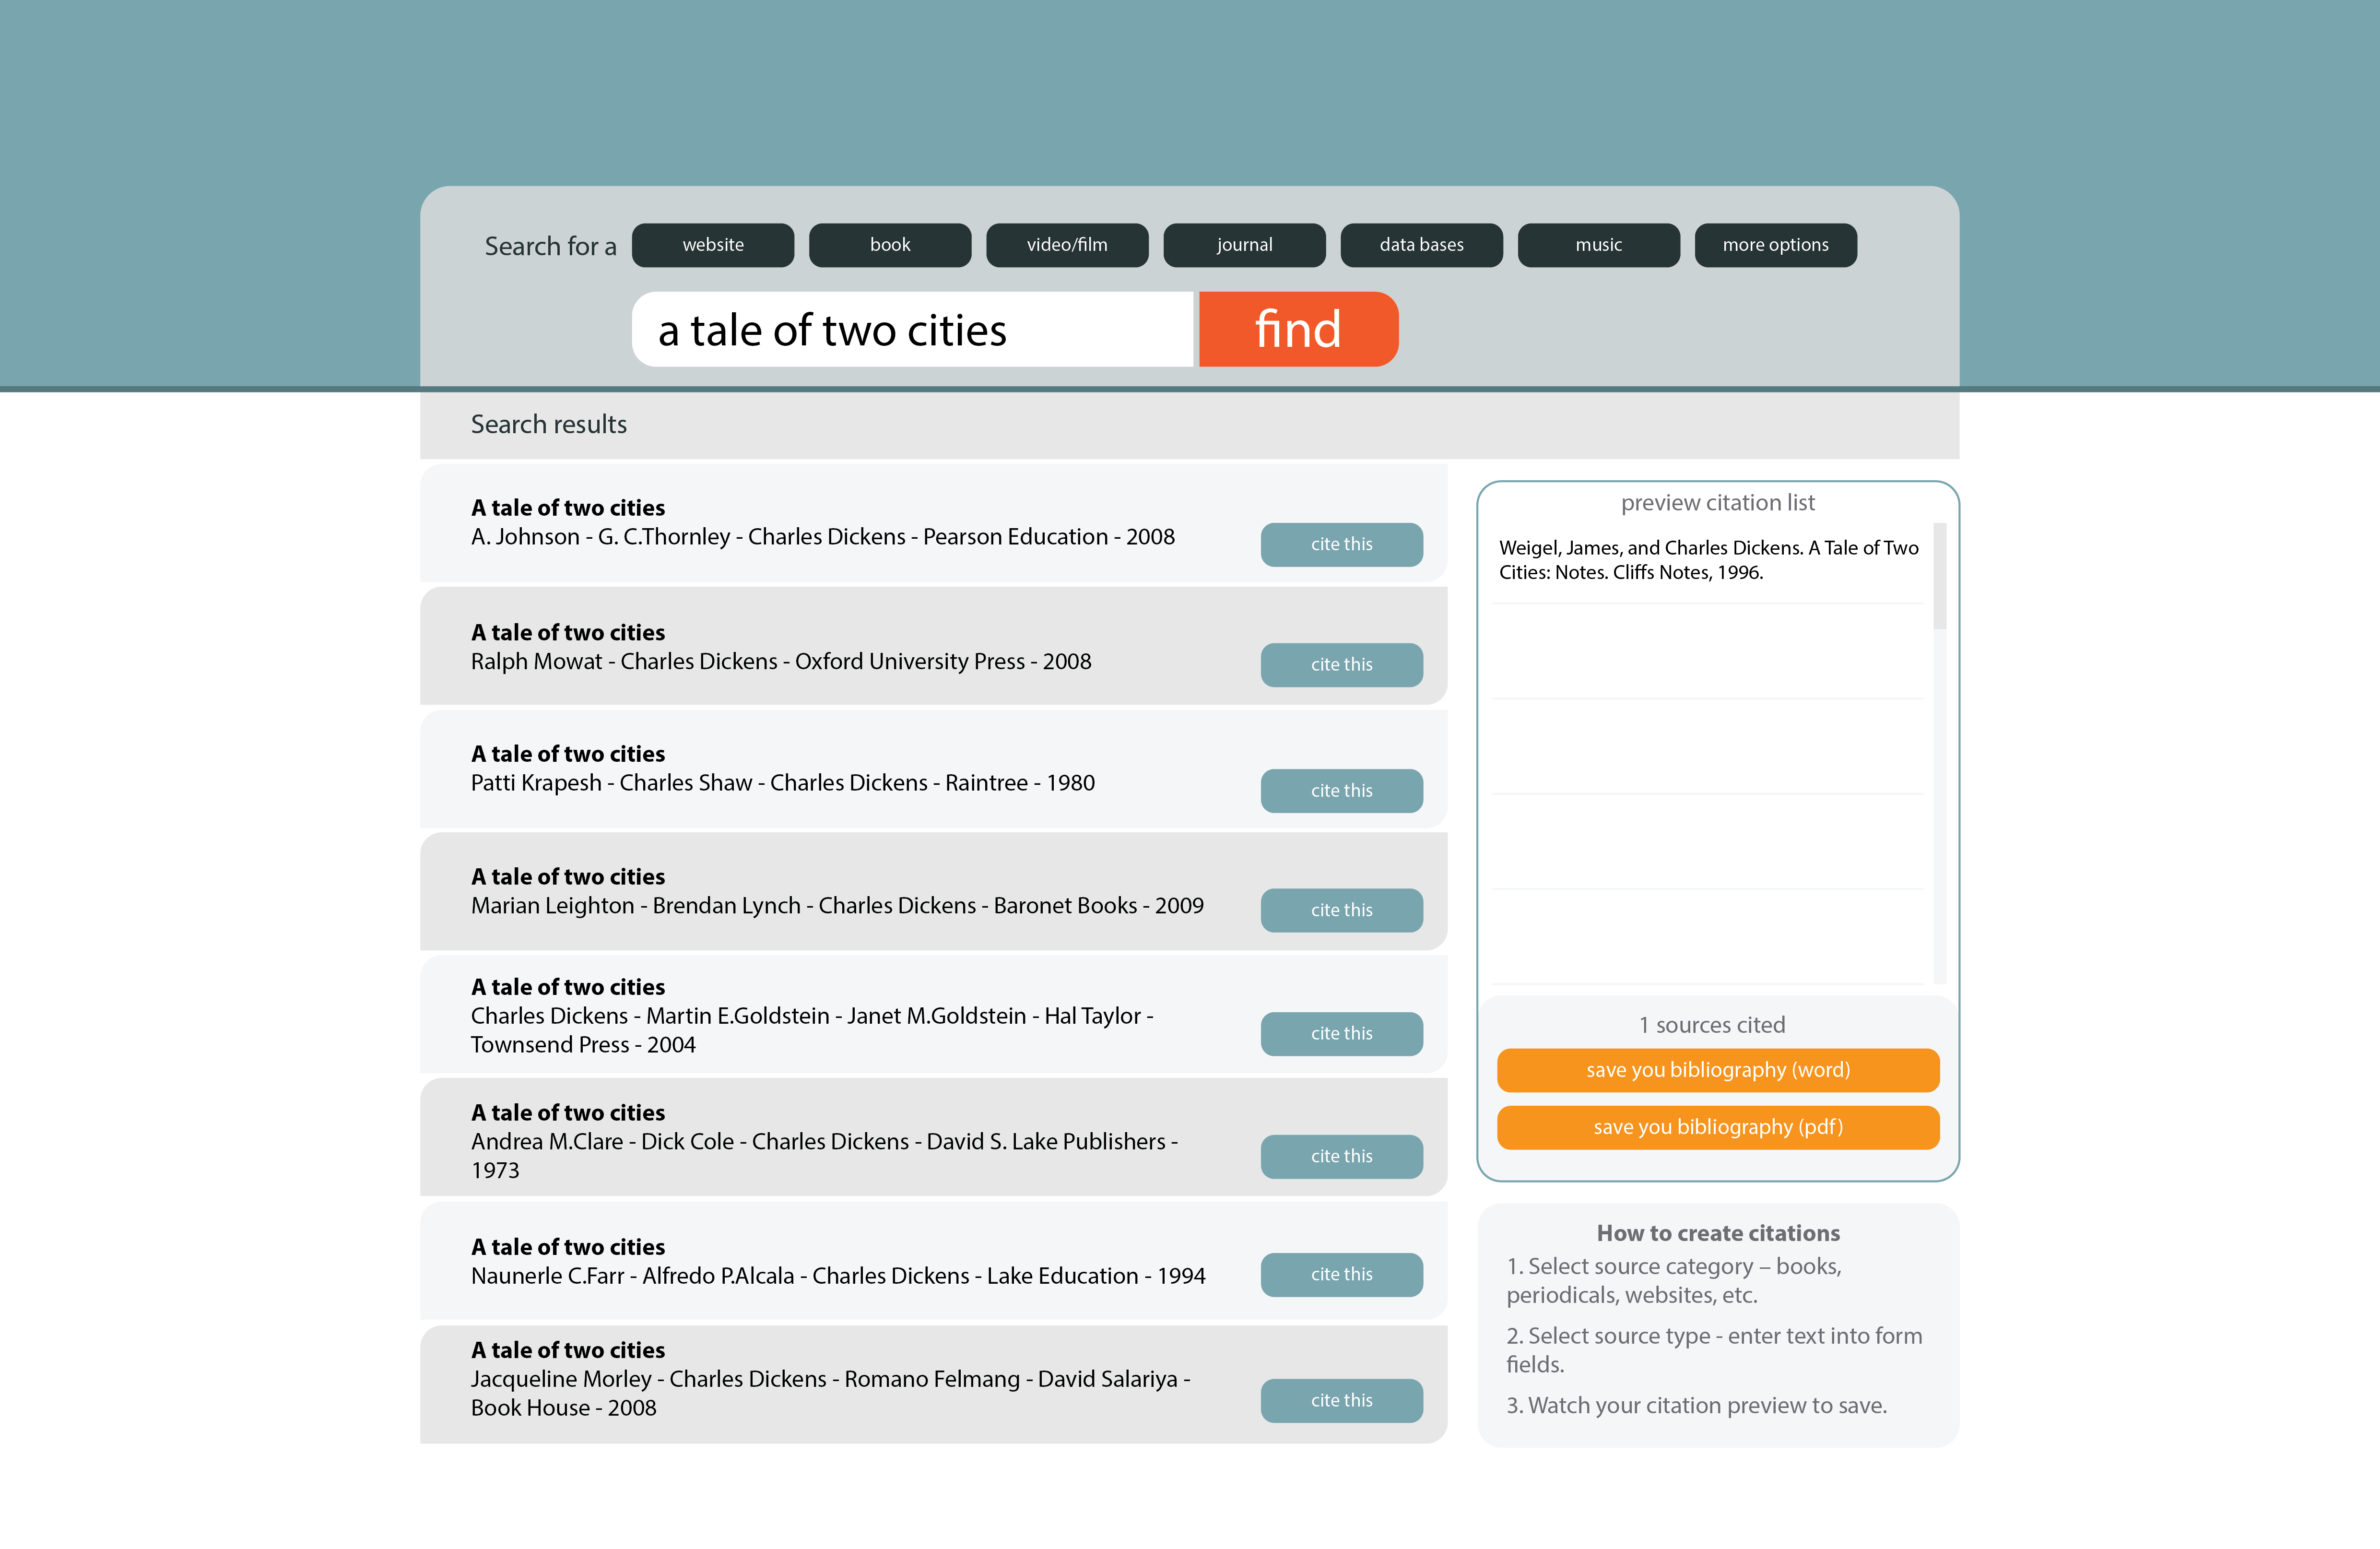 Search for a website book video/film journal data bases music more options
a tale of two cities find
Search results
A tale of two cities
A. Johnson - G. C.Thornley - Charles Dickens - Pearson Education - 2008
cite this
A tale of two cities
Ralph Mowat - Charles Dickens - Oxford University Press - 2008
cite this
A tale of two cities
Patti Krapesh - Charles Shaw - Charles Dickens - Raintree - 1980
cite this
A tale of two cities
Marian Leighton - Brendan Lynch - Charles Dickens - Baronet Books - 2009
cite this
A tale of two cities
Charles Dickens - Martin E.Goldstein - Janet M.Goldstein - Hal Taylor -
Townsend Press - 2004
cite this
A tale of two cities
Andrea M.Clare - Dick Cole - Charles Dickens - David S. Lake Publishers -
1973
cite this
A tale of two cities
Naunerle C.Farr - Alfredo P.Alcala - Charles Dickens - Lake Education - 1994
cite this
A tale of two cities
Jacqueline Morley - Charles Dickens - Romano Felmang - David Salariya -
Book House - 2008
cite this
preview citation list
Weigel, James, and Charles Dickens. A Tale of Two
Cities: Notes. Cliffs Notes, 1996.
1 sources cited
save you bibliography (word)
save you bibliography (pdf)
How to create citations
1. Select source category – books,
periodicals, websites, etc.
2. Select source type - enter text into form
fields.
3. Watch your citation preview to save.